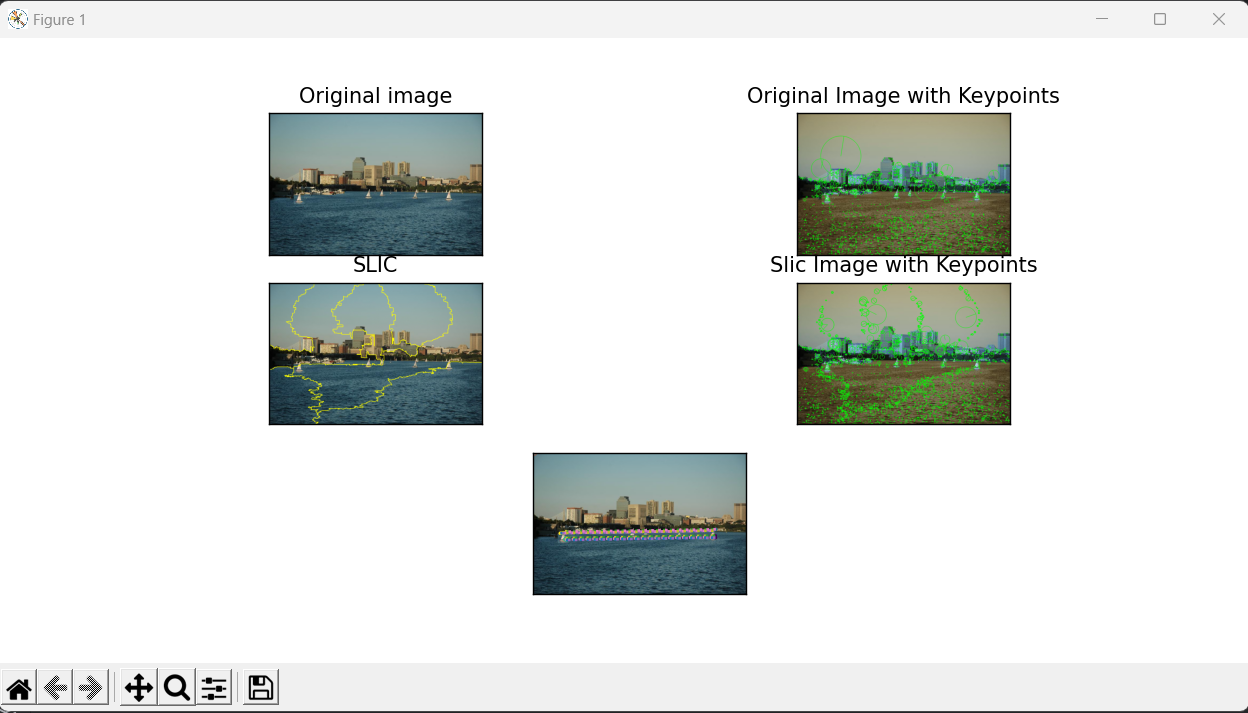 Figure 1
Original image
Original Image with Keypoints
SLIC
Slic Image with Keypoints